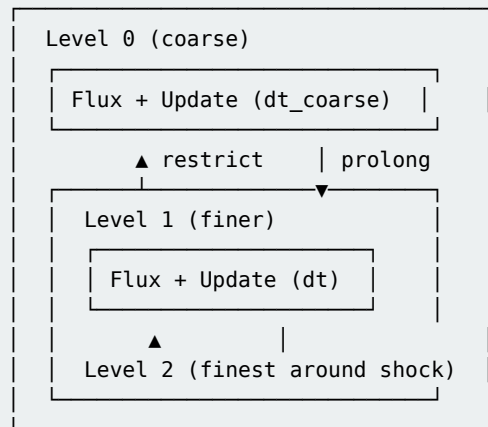 Level 0 (coarse)
Flux + Update (dt_coarse)
▲ restrict │ prolong
Level 1 (finer)
Flux + Update (dt)
Level 2 (finest around shock)